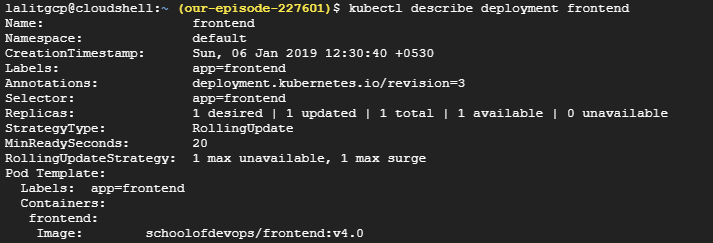 lalitgcp@cloudshell:~ (our-episode-227601)$ kubectl describe deployment frontend
Name:                   frontend
Namespace:              default
CreationTimestamp:      Sun, 06 Jan 2019 12:30:40 +0530
Labels:                 app=frontend
Annotations:            deployment.kubernetes.io/revision=3
Selector:               app=frontend
Replicas:               1 desired | 1 updated | 1 total | 1 available | 0 unavailable
StrategyType:           RollingUpdate
MinReadySeconds:        20
RollingUpdateStrategy:  1 max unavailable, 1 max surge
Pod Template:
  Labels:  app=frontend
  Containers:
   frontend:
    Image:        schoolofdevops/frontend:v4.0